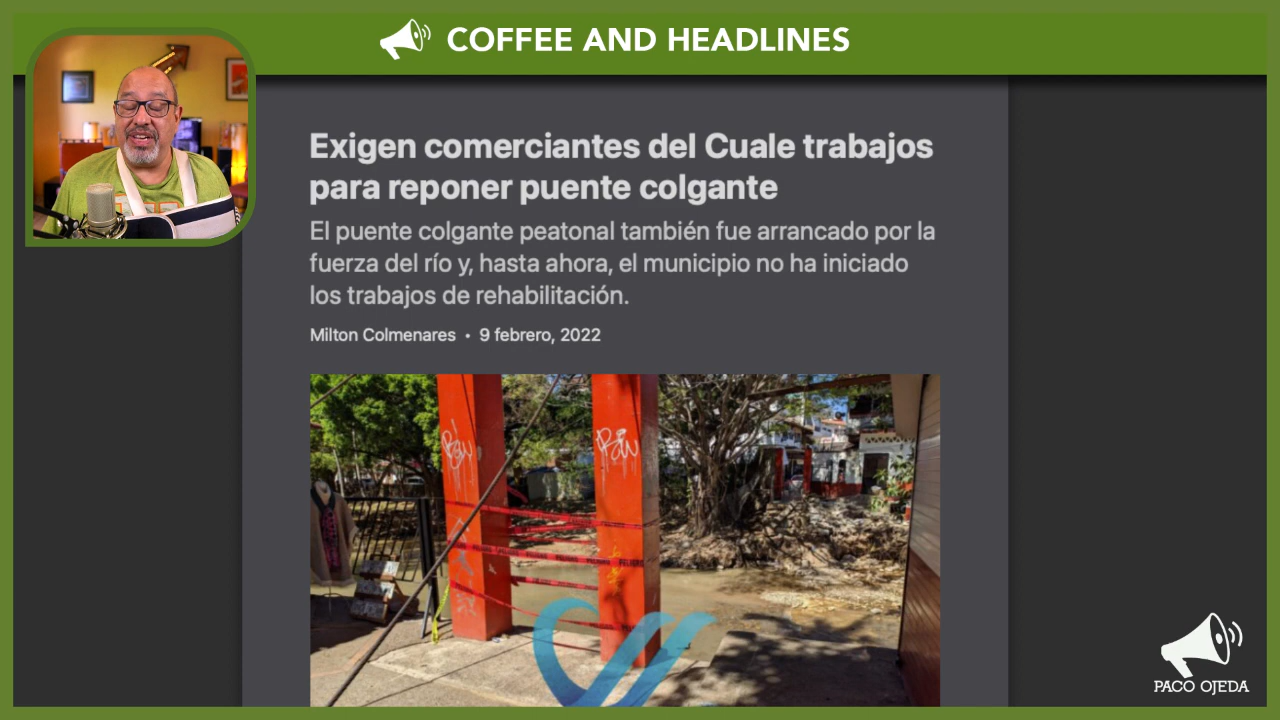 COFFEE AND HEADLINES
Exigen comerciantes del Cuale trabajos
para reponer puente colgante
El puente colgante peatonal también fue arrancado por la
fuerza del río y, hasta ahora, el municipio no ha iniciado
los trabajos de rehabilitación.
Milton Colmenares • 9 febrero, 2022
PELIGRO
PACO OJEDA